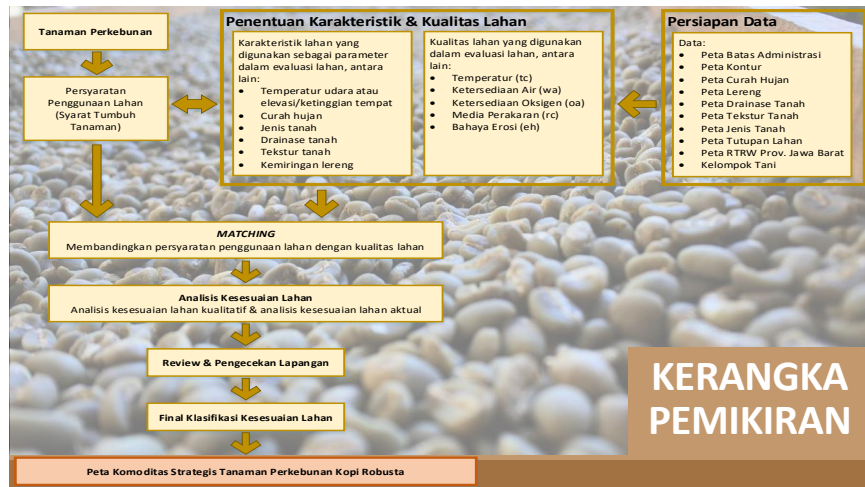 Tanaman Perkebunan
Persyaratan
Penggunaan Lahan
(Syarat Tumbuh
Tanaman)
Penentuan Karakteristik & Kualitas Lahan
Karakteristik lahan yang
digunakan sebagai parameter
dalam evaluasi lahan, antara
lain:
• Temperatur udara atau
elevasi/ketinggian tempat
• Curah hujan
• Jenis tanah
• Drainase tanah
• Tekstur tanah
• Kemiringan lereng
Kualitas lahan yang digunakan
dalam evaluasi lahan, antara
lain:
• Temperatur (tc)
• Ketersediaan Air (wa)
• Ketersediaan Oksigen (oa)
• Media Perakaran (rc)
• Bahaya Erosi (eh)
Persiapan Data
Data:
• Peta Batas Administrasi
• Peta Kontur
• Peta Curah Hujan
• Peta Lereng
• Peta Drainase Tanah
• Peta Tekstur Tanah
• Peta Jenis Tanah
• Peta Tutupan Lahan
• Peta RTRW Prov. Jawa Barat
• Kelompok Tani
MATCHING
Membandingkan persyaratan penggunaan lahan dengan kualitas lahan
Analisis Kesesuaian Lahan
Analisis kesesuaian lahan kualitatif & analisis kesesuaian lahan aktual
Review & Pengecekan Lapangan
Final Klasifikasi Kesesuaian Lahan
Peta Komoditas Strategis Tanaman Perkebunan Kopi Robusta
KERANGKA
PEMIKIRAN